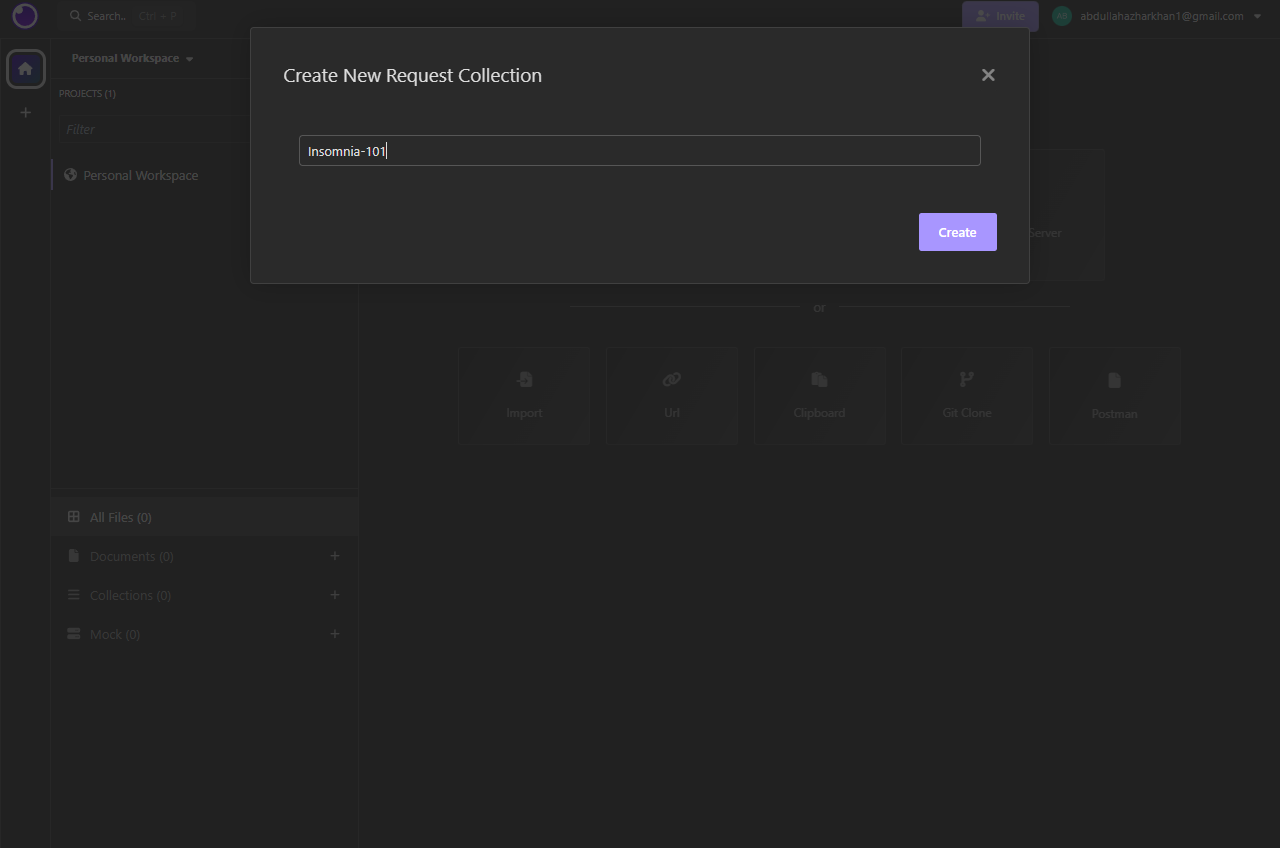 Search..
Ctrl + P
Invite
AB
abdullahazharkhan1@gmail.com
Personal Workspace
PROJECTS (1)
Filter
Personal Workspace
Create New Request Collection
Insomnia-101
Create
Server
or
Import
Url
Clipboard
Git Clone
Postman
All Files (0)
Documents (0)
Collections (0)
Mock (0)